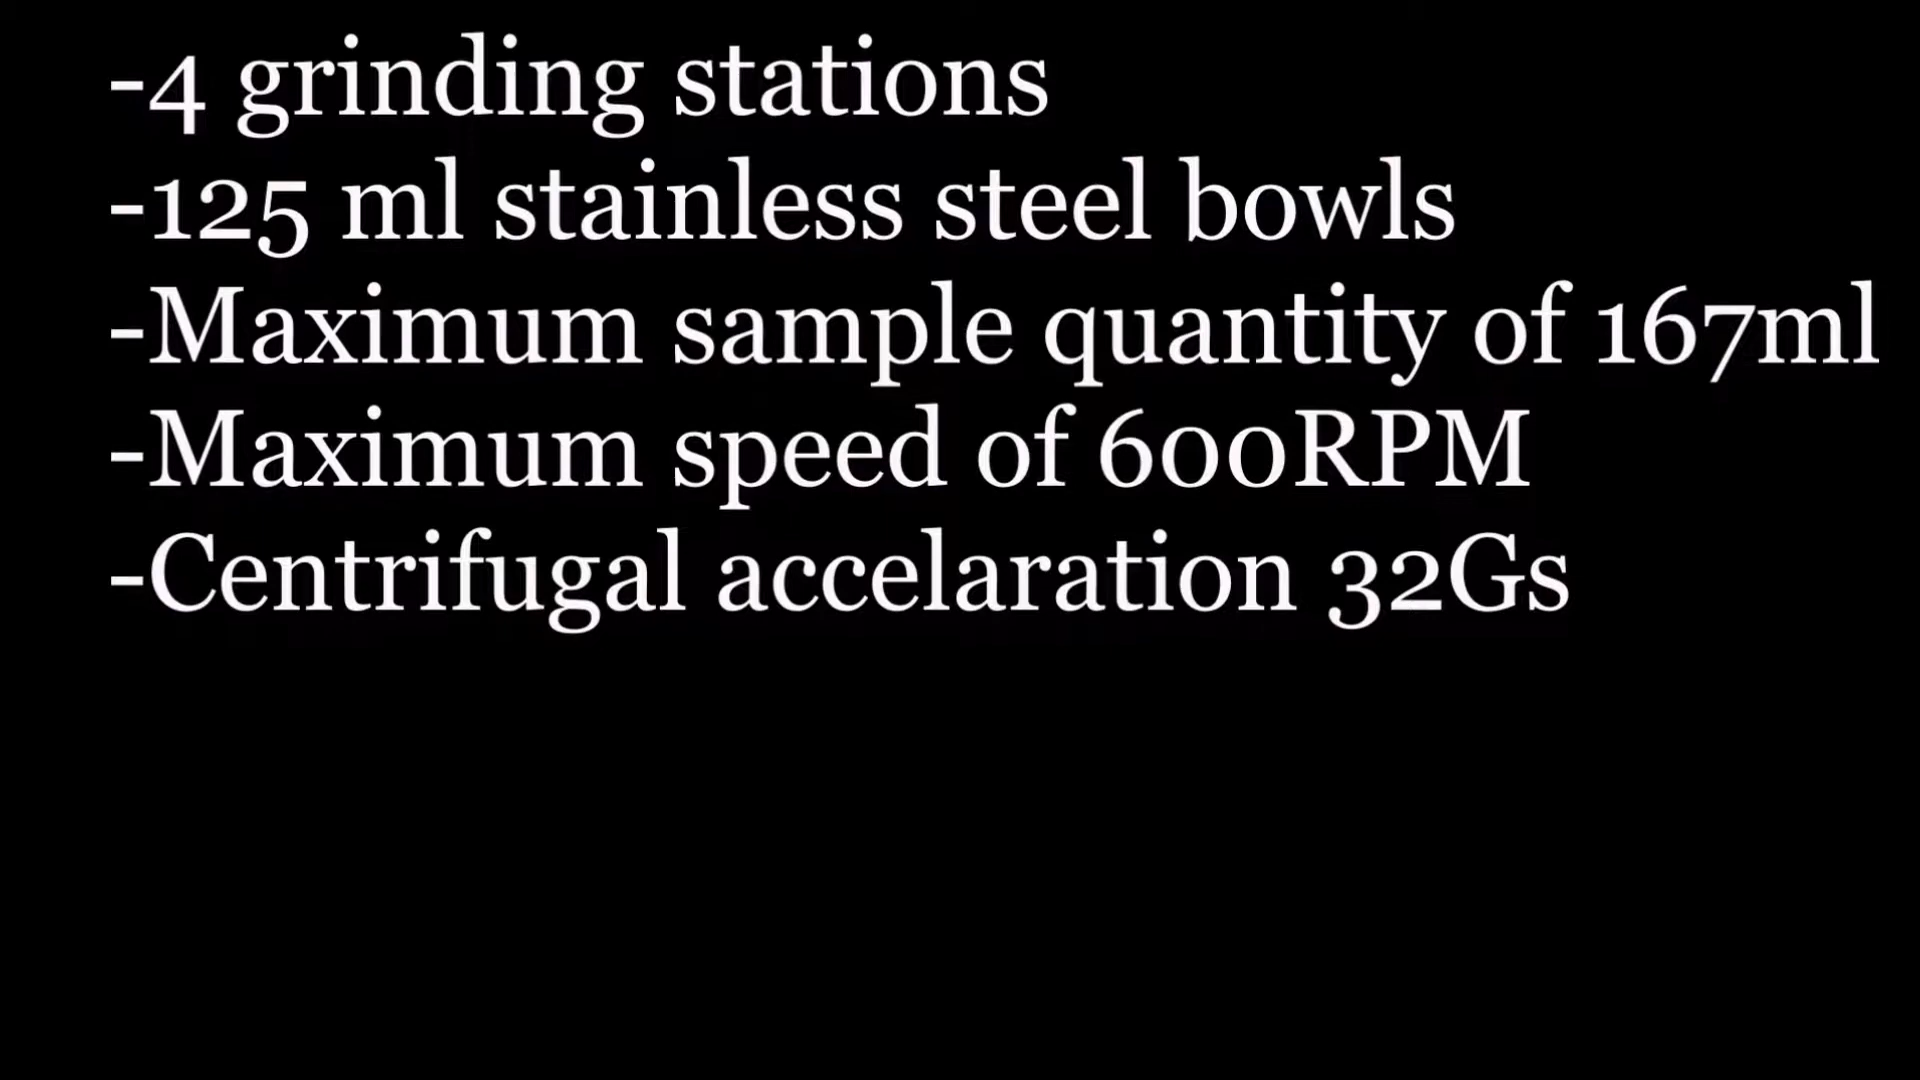 -4 grinding stations
-125 ml stainless steel bowls
-Maximum sample quantity of 167ml
-Maximum speed of 600RPM
-Centrifugal accelaration 32Gs